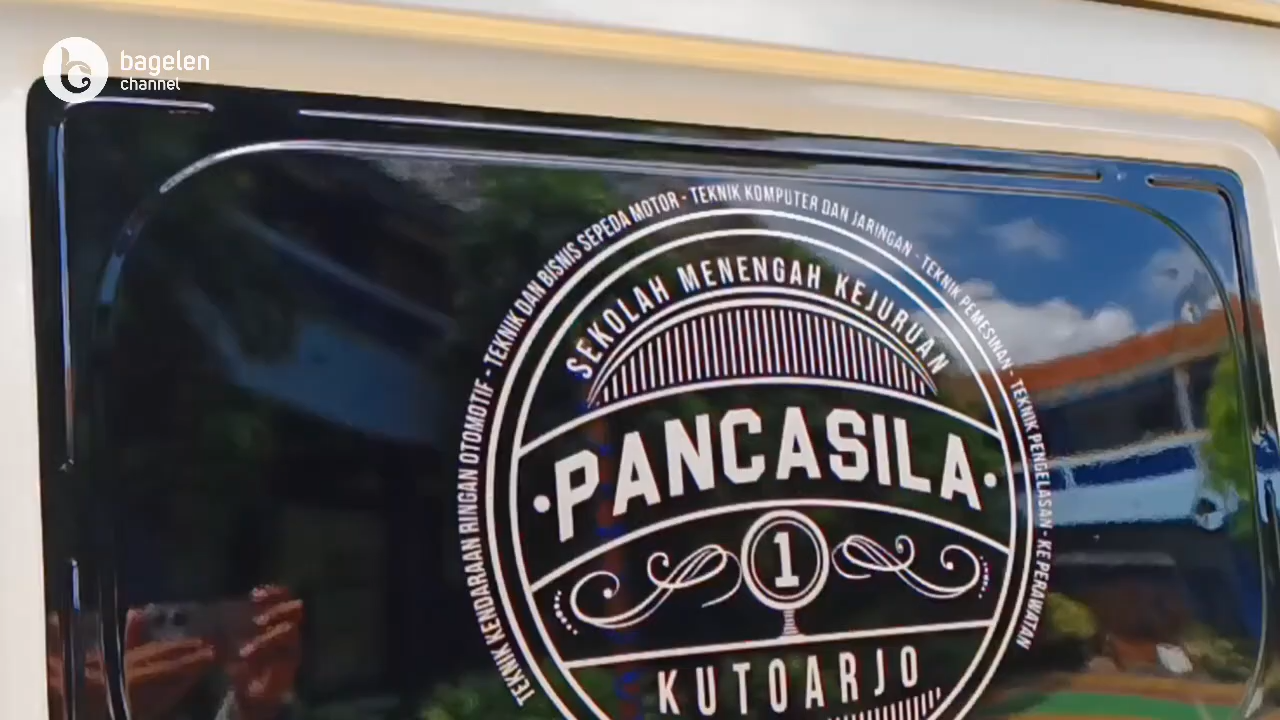 bagelen
channel
TEKNIK KENDARAAN RINGAN OTOMOTIF - TEKNIK DAN BISNIS SEPEDA MOTOR - TEKNIK KOMPUTER DAN JARINGAN - TEKNIK PEMESINAN - TEKNIK PENGELASAN - KEPERAWATAN
SEKOLAH MENENGAH KEJURUAN
PANCASILA
1
KUTOARJO